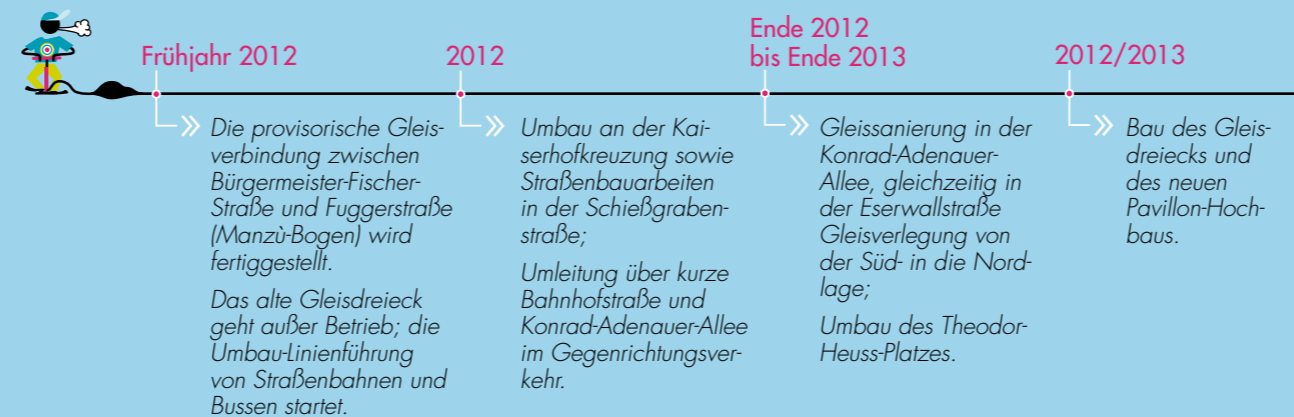 Frühjahr 2012
Die provisorische Gleis-
verbindung zwischen
Bürgermeister-Fischer-
Straße und Fuggerstraße
(Manzù-Bogen) wird
fertiggestellt.
Das alte Gleisdreieck
geht außer Betrieb; die
Umbau-Linienführung
von Straßenbahnen und
Bussen startet.
2012
Umbau an der Kai-
serhofkreuzung sowie
Straßenbauarbeiten
in der Schießgraben-
straße;
Umleitung über kurze
Bahnhofstraße und
Konrad-Adenauer-Allee
im Gegenrichtungsver-
kehr.
Ende 2012
bis Ende 2013
Gleissanierung in der
Konrad-Adenauer-
Allee, gleichzeitig in
der Eserwallstraße
Gleisverlegung von
der Süd- in die Nord-
lage;
Umbau des Theodor-
Heuss-Platzes.
2012/2013
Bau des Gleis-
dreiecks und
des neuen
Pavillon-Hoch-
baus.